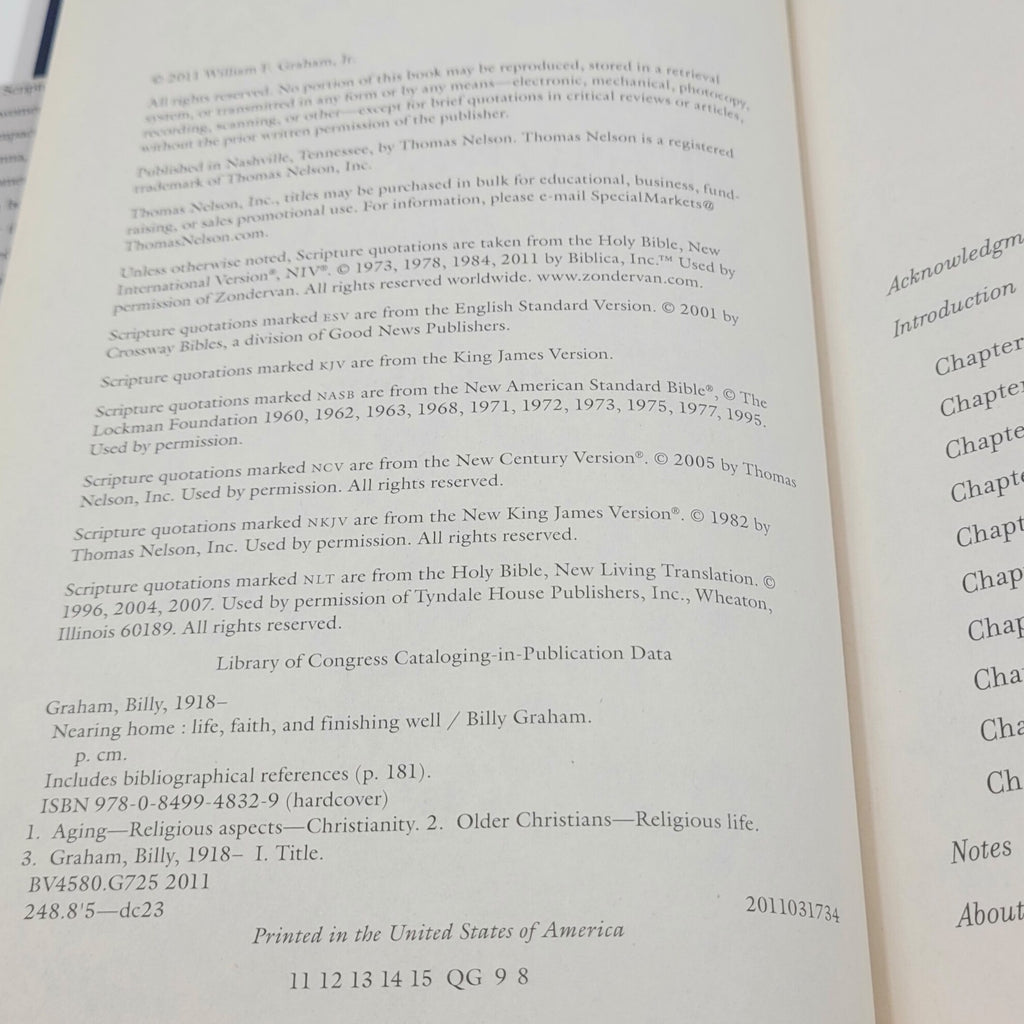 © 2011 William F. Graham, Jr.
All rights reserved. No portion of this book may be reproduced, stored in a retrieval
system, or transmitted in any form or by any means—electronic, mechanical, photocopy,
recording, scanning, or other—except for brief quotations in critical reviews or articles,
without the prior written permission of the publisher.
Published in Nashville, Tennessee, by Thomas Nelson. Thomas Nelson is a registered
trademark of Thomas Nelson, Inc.
Thomas Nelson, Inc., titles may be purchased in bulk for educational, business, fund-
raising, or sales promotional use. For information, please e-mail SpecialMarkets@
ThomasNelson.com.
Unless otherwise noted, Scripture quotations are taken from the Holy Bible, New
International Version®, NIV®. © 1973, 1978, 1984, 2011 by Biblica, Inc.™ Used by
permission of Zondervan. All rights reserved worldwide. www.zondervan.com.
Scripture quotations marked ESV are from the English Standard Version. © 2001 by
Crossway Bibles, a division of Good News Publishers.
Scripture quotations marked KJV are from the King James Version.
Scripture quotations marked NASB are from the New American Standard Bible®, © The
Lockman Foundation 1960, 1962, 1963, 1968, 1971, 1972, 1973, 1975, 1977, 1995.
Used by permission.
Scripture quotations marked NCV are from the New Century Version®. © 2005 by Thomas
Nelson, Inc. Used by permission. All rights reserved.
Scripture quotations marked NKJV are from the New King James Version®. © 1982 by
Thomas Nelson, Inc. Used by permission. All rights reserved.
Scripture quotations marked NLT are from the Holy Bible, New Living Translation. ©
1996, 2004, 2007. Used by permission of Tyndale House Publishers, Inc., Wheaton,
Illinois 60189. All rights reserved.
Library of Congress Cataloging-in-Publication Data
Graham, Billy, 1918–
Nearing home : life, faith, and finishing well / Billy Graham.
p. cm.
Includes bibliographical references (p. 181).
ISBN 978-0-8499-4832-9 (hardcover)
1. Aging—Religious aspects—Christianity. 2. Older Christians—Religious life.
3. Graham, Billy, 1918– I. Title.
BV4580.G725 2011
248.8'5—dc23
2011031734
Printed in the United States of America
11 12 13 14 15 QG 9 8
Acknowledgm
Introduction
Chapter
Chapter
Chapte
Chapte
Chapt
Chap
Chap
Cha
Cha
Ch
Notes
About